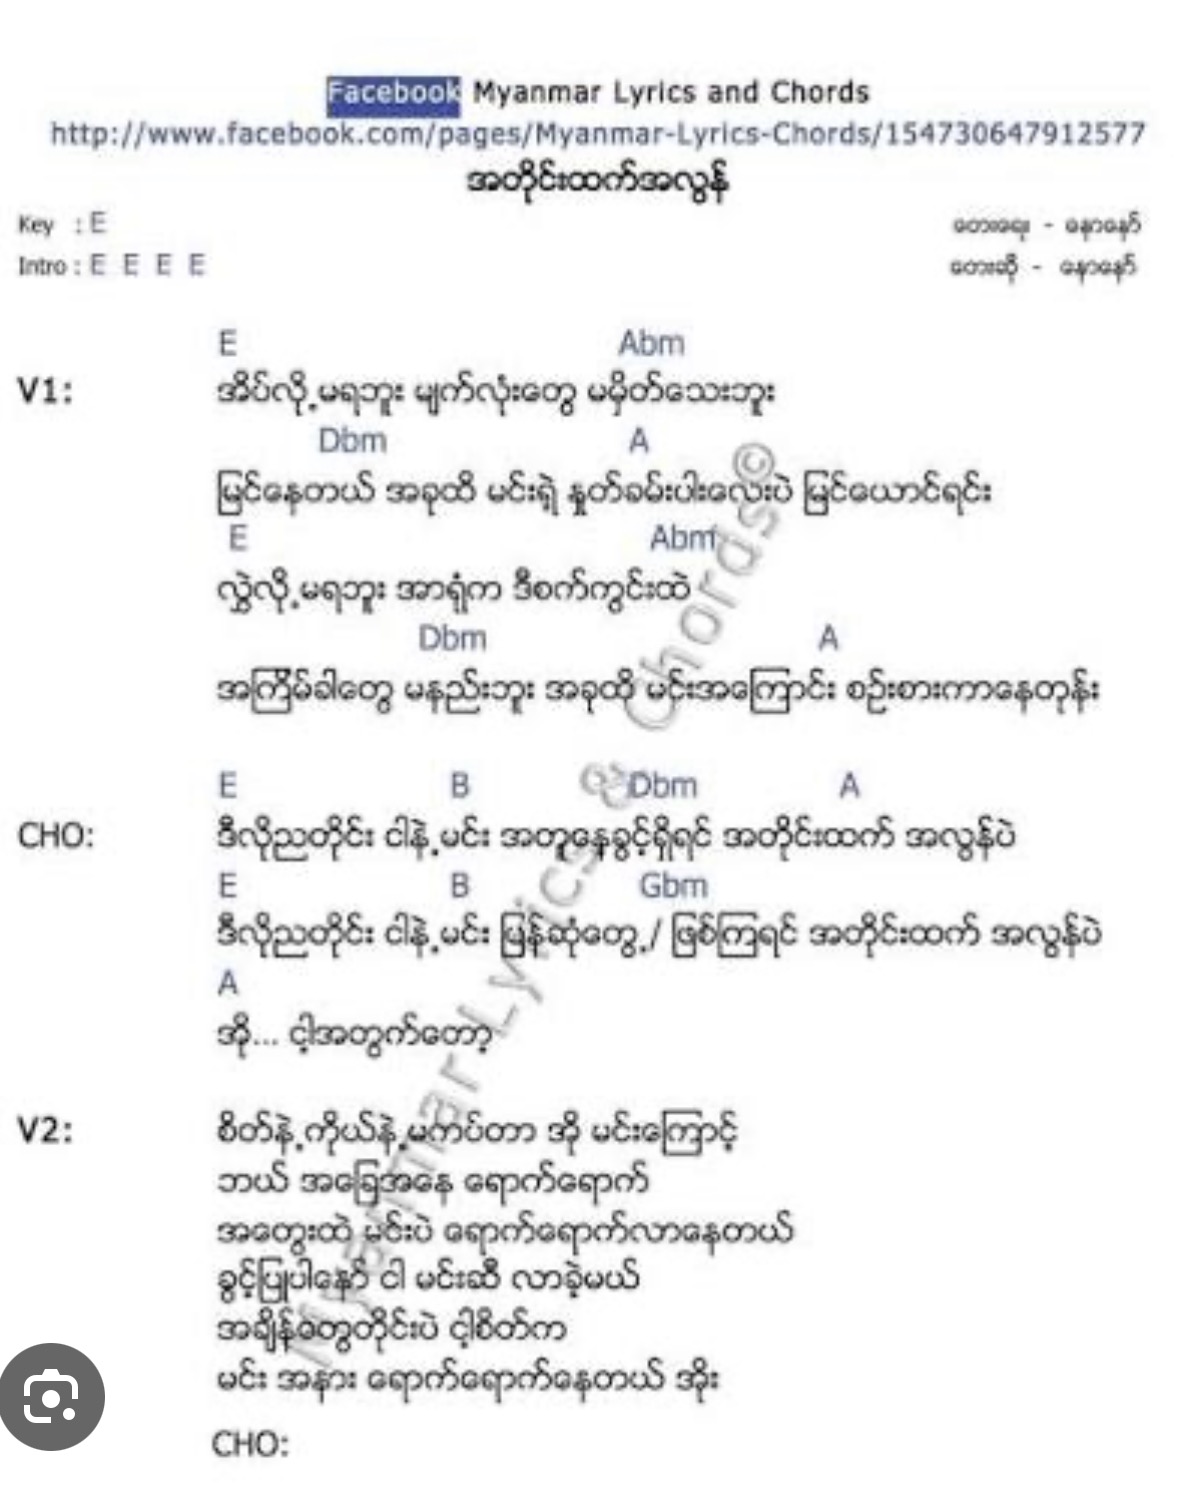 Facebook Myanmar Lyrics and Chords
http://www.facebook.com/pages/Myanmar-Lyrics-Chords/154730647912577
အတိုင်းထက်အလွန်
Key : E တေးရေး - နောနော်
Intro : E E E E တေးဆို - နောနော်
E Abm
V1: အိပ်လို့မရဘူး မျက်လုံးတွေ မမှိတ်သေးဘူး
Dbm A
မြင်နေတယ် အခုထိ မင်းရဲ့ နှုတ်ခမ်းပါးလေးပဲ မြင်ယောင်ရင်း
E Abm
လွှဲလို့မရဘူး အာရုံက ဒီစက်ကွင်းထဲ
Dbm A
အကြိမ်ခါတွေ မနည်းဘူး အခုထိ မင်းအကြောင်း စဉ်းစားကာနေတုန်း
E B Dbm A
CHO: ဒီလိုညတိုင်း ငါနဲ့မင်း အတူနေခွင့်ရှိရင် အတိုင်းထက် အလွန်ပဲ
E B Gbm
ဒီလိုညတိုင်း ငါနဲ့မင်း ပြန်ဆုံတွေ့/ ဖြစ်ကြရင် အတိုင်းထက် အလွန်ပဲ
A
အို... ငါ့အတွက်တော့
V2: စိတ်နဲ့ကိုယ်နဲ့မကပ်တာ အို မင်းကြောင့်
ဘယ် အခြေအနေ ရောက်ရောက်
အတွေးထဲ မင်းပဲ ရောက်ရောက်လာနေတယ်
ခွင့်ပြုပါနော် ငါ မင်းဆီ လာခဲ့မယ်
အချိန်တွေတိုင်းပဲ ငါ့စိတ်က
မင်း အနား ရောက်ရောက်နေတယ် အိုး
CHO:
Myanmar Lyrics & Chords ©